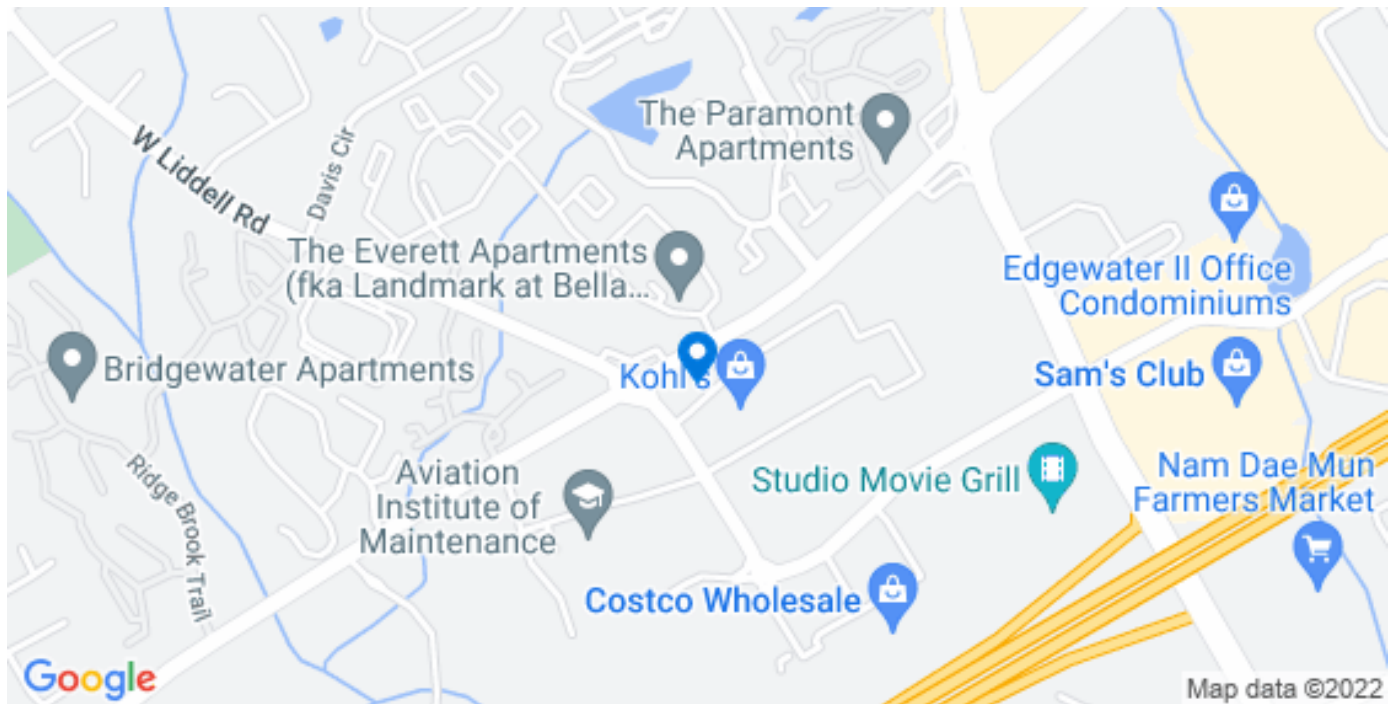 W Liddell Rd
Davis Cir
The Paramont
Apartments
The Everett Apartments
(fka Landmark at Bella...
Edgewater II Office
Condominiums
Bridgewater Apartments
Kohl's
Sam's Club
Ridge Brook Trail
Aviation
Institute of
Maintenance
Studio Movie Grill
Nam Dae Mun
Farmers Market
Costco Wholesale
Google
Map data ©2022